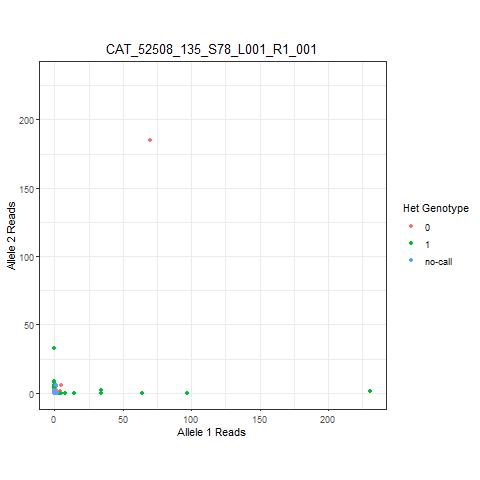 CAT_52508_135_S78_L001_R1_001
Allele 2 Reads
200
150
100
50
0
0 50 100 150 200
Allele 1 Reads
Het Genotype
0
1
no-call